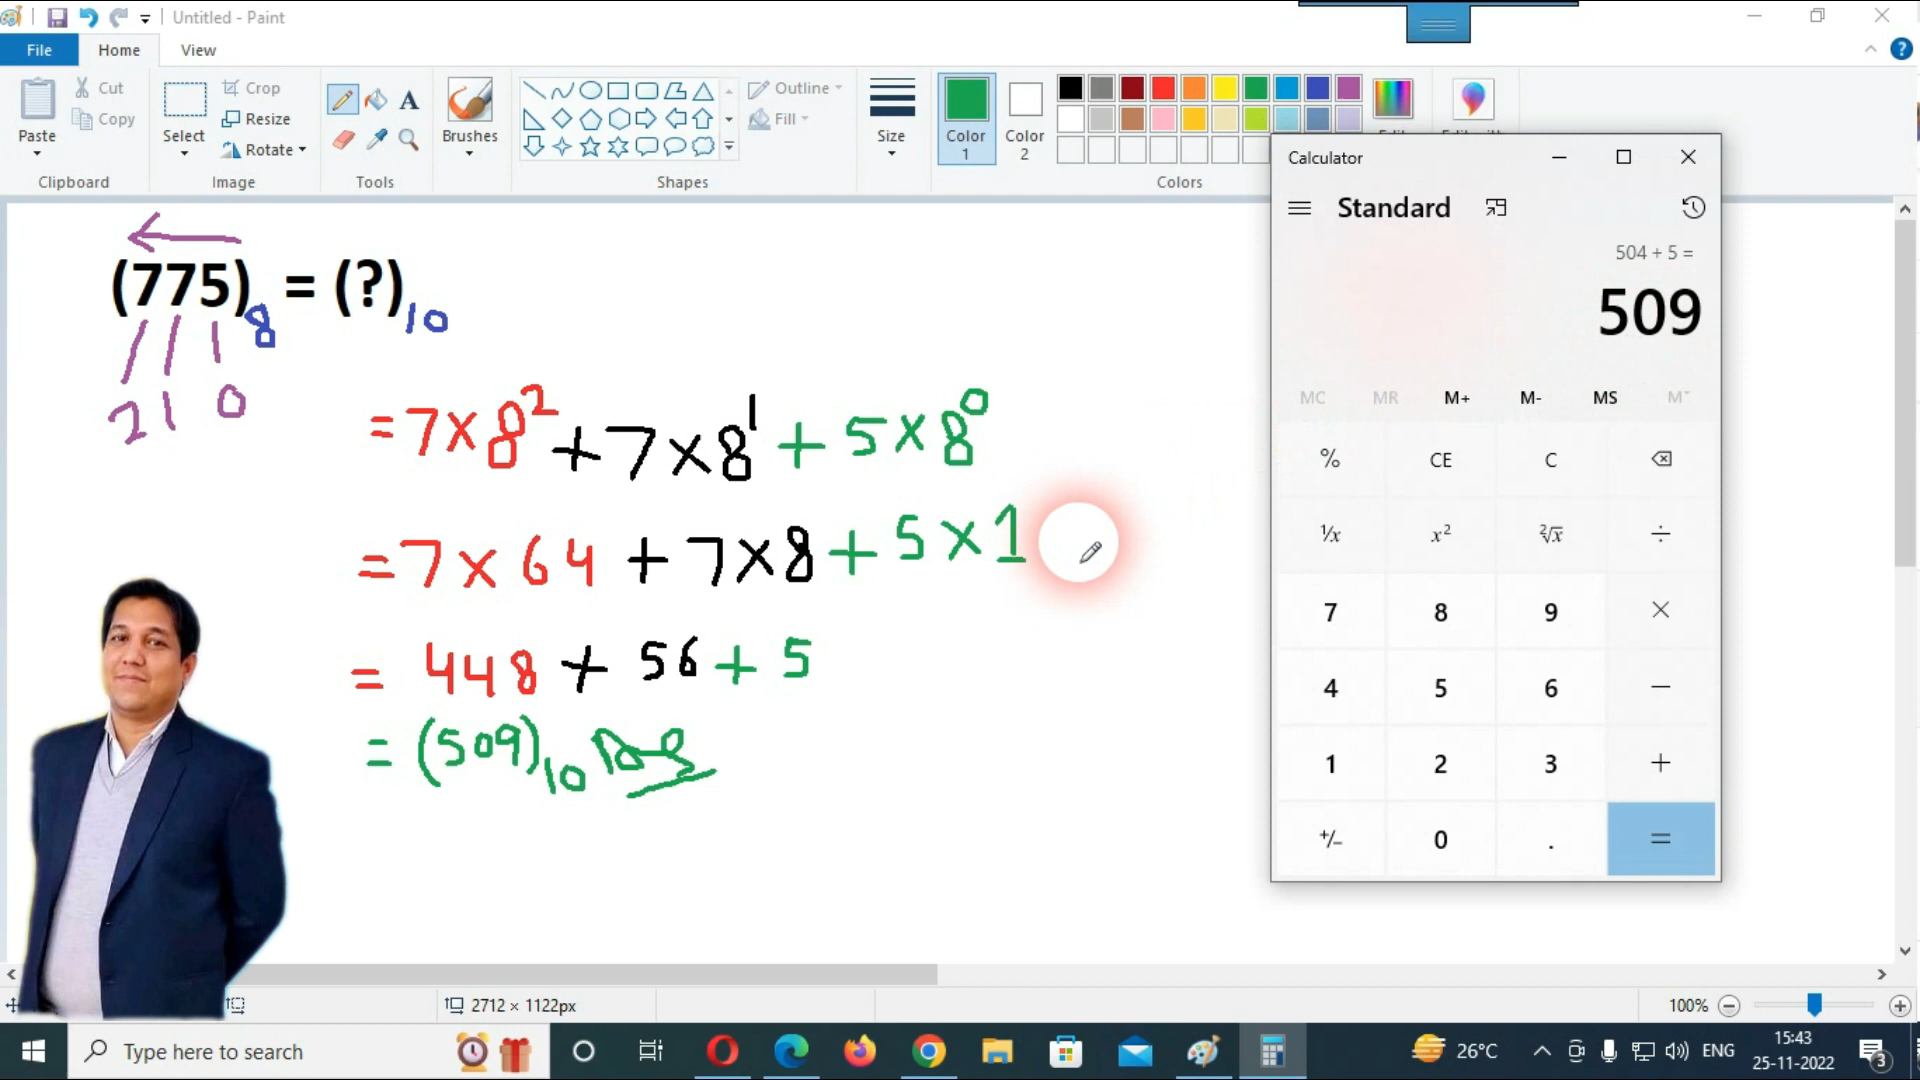 Untitled - Paint
File Home View
Paste Cut Copy Clipboard
Select Crop Resize Rotate Image
A Tools
Brushes
Shapes
Outline Fill
Size
Color 1
Color 2
Colors
(775)8 = (?)10
2 1 0
= 7 × 8^2 + 7 × 8^1 + 5 × 8^0
= 7 × 64 + 7 × 8 + 5 × 1
= 448 + 56 + 5
= (509)10 Ans
Calculator
Standard
504 + 5 =
509
MC MR M+ M- MS M˅
% CE C
¹/x x² ²√x ÷
7 8 9 ×
4 5 6 −
1 2 3 +
+/− 0 . =
2712 × 1122px
100%
Type here to search
26°C
ENG
15:43
25-11-2022
3